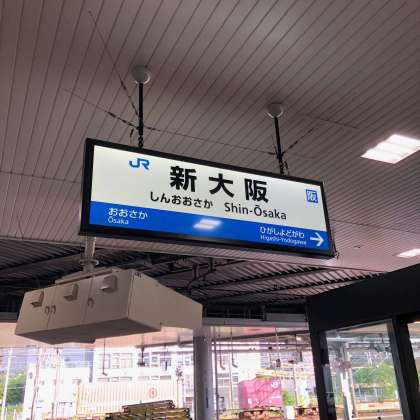 JR
新大阪
阪
しんおおさか Shin-Ōsaka
おおさか
Ōsaka
ひがしよどがわ
Higashi-Yodogawa